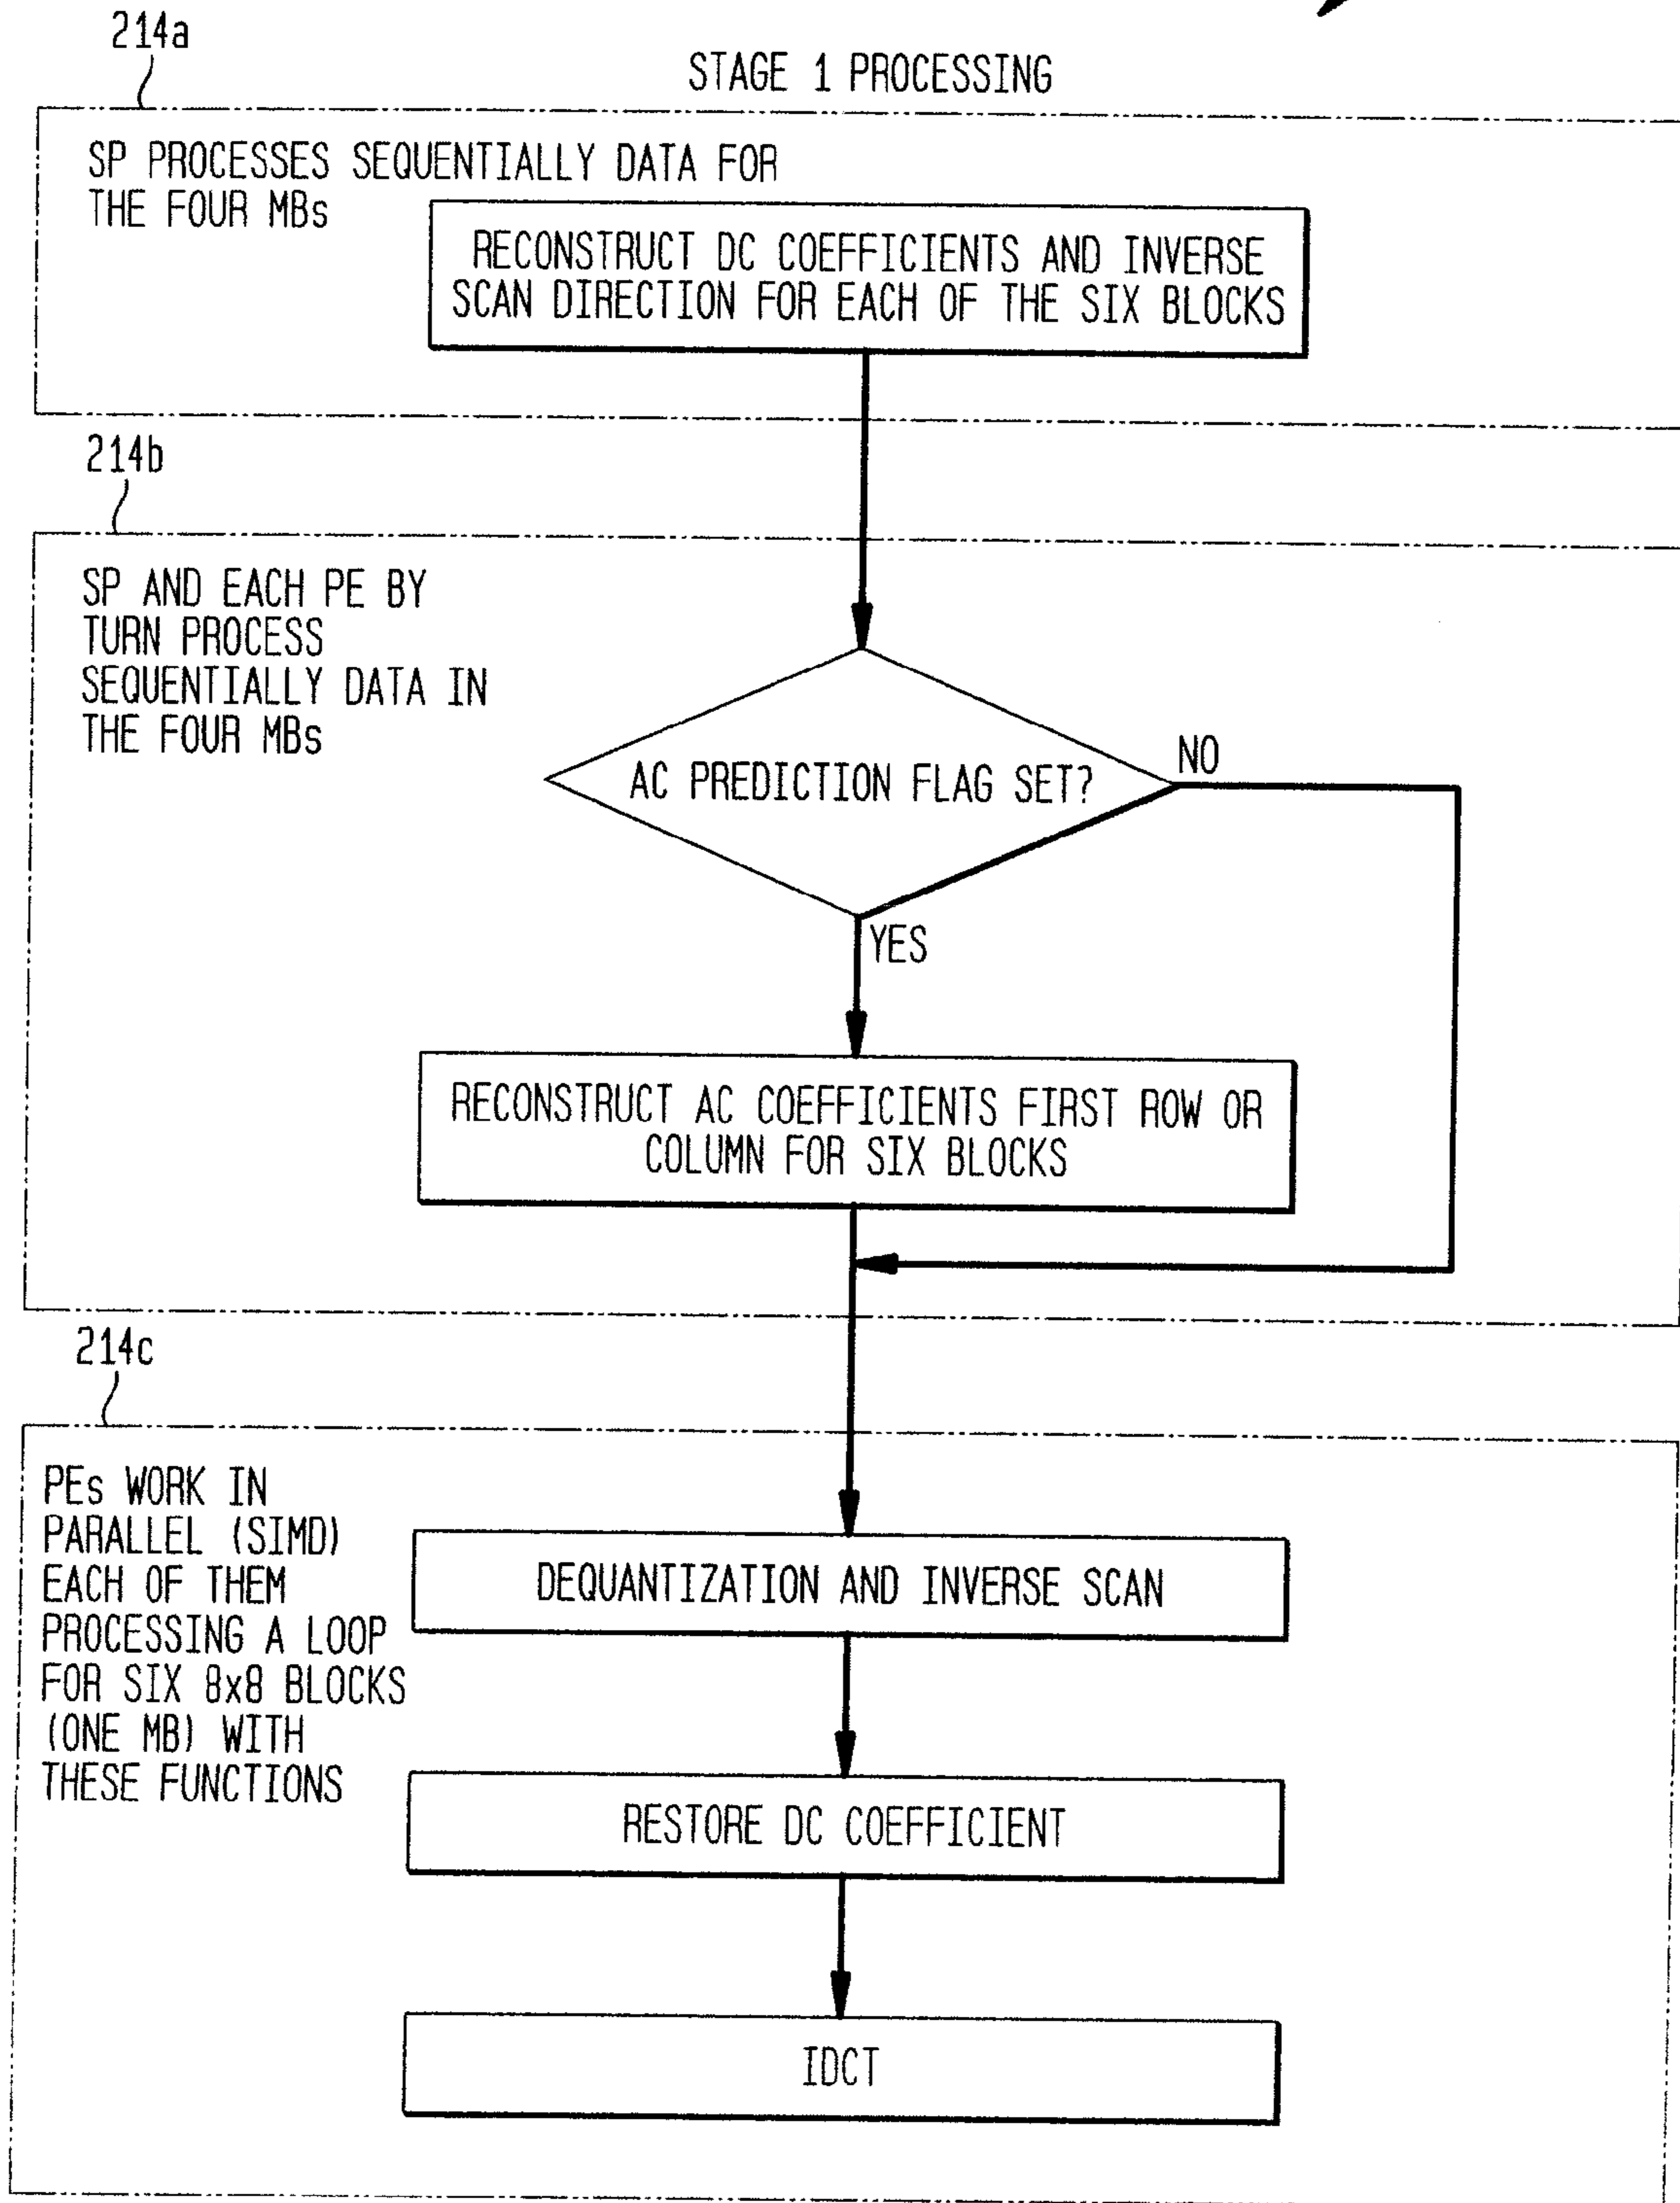 214a
STAGE 1 PROCESSING
SP PROCESSES SEQUENTIALLY DATA FOR
THE FOUR MBs
RECONSTRUCT DC COEFFICIENTS AND INVERSE
SCAN DIRECTION FOR EACH OF THE SIX BLOCKS
214b
SP AND EACH PE BY
TURN PROCESS
SEQUENTIALLY DATA IN
THE FOUR MBs
AC PREDICTION FLAG SET?
NO
YES
RECONSTRUCT AC COEFFICIENTS FIRST ROW OR
COLUMN FOR SIX BLOCKS
214c
PEs WORK IN
PARALLEL (SIMD)
EACH OF THEM
PROCESSING A LOOP
FOR SIX 8x8 BLOCKS
(ONE MB) WITH
THESE FUNCTIONS
DEQUANTIZATION AND INVERSE SCAN
RESTORE DC COEFFICIENT
IDCT